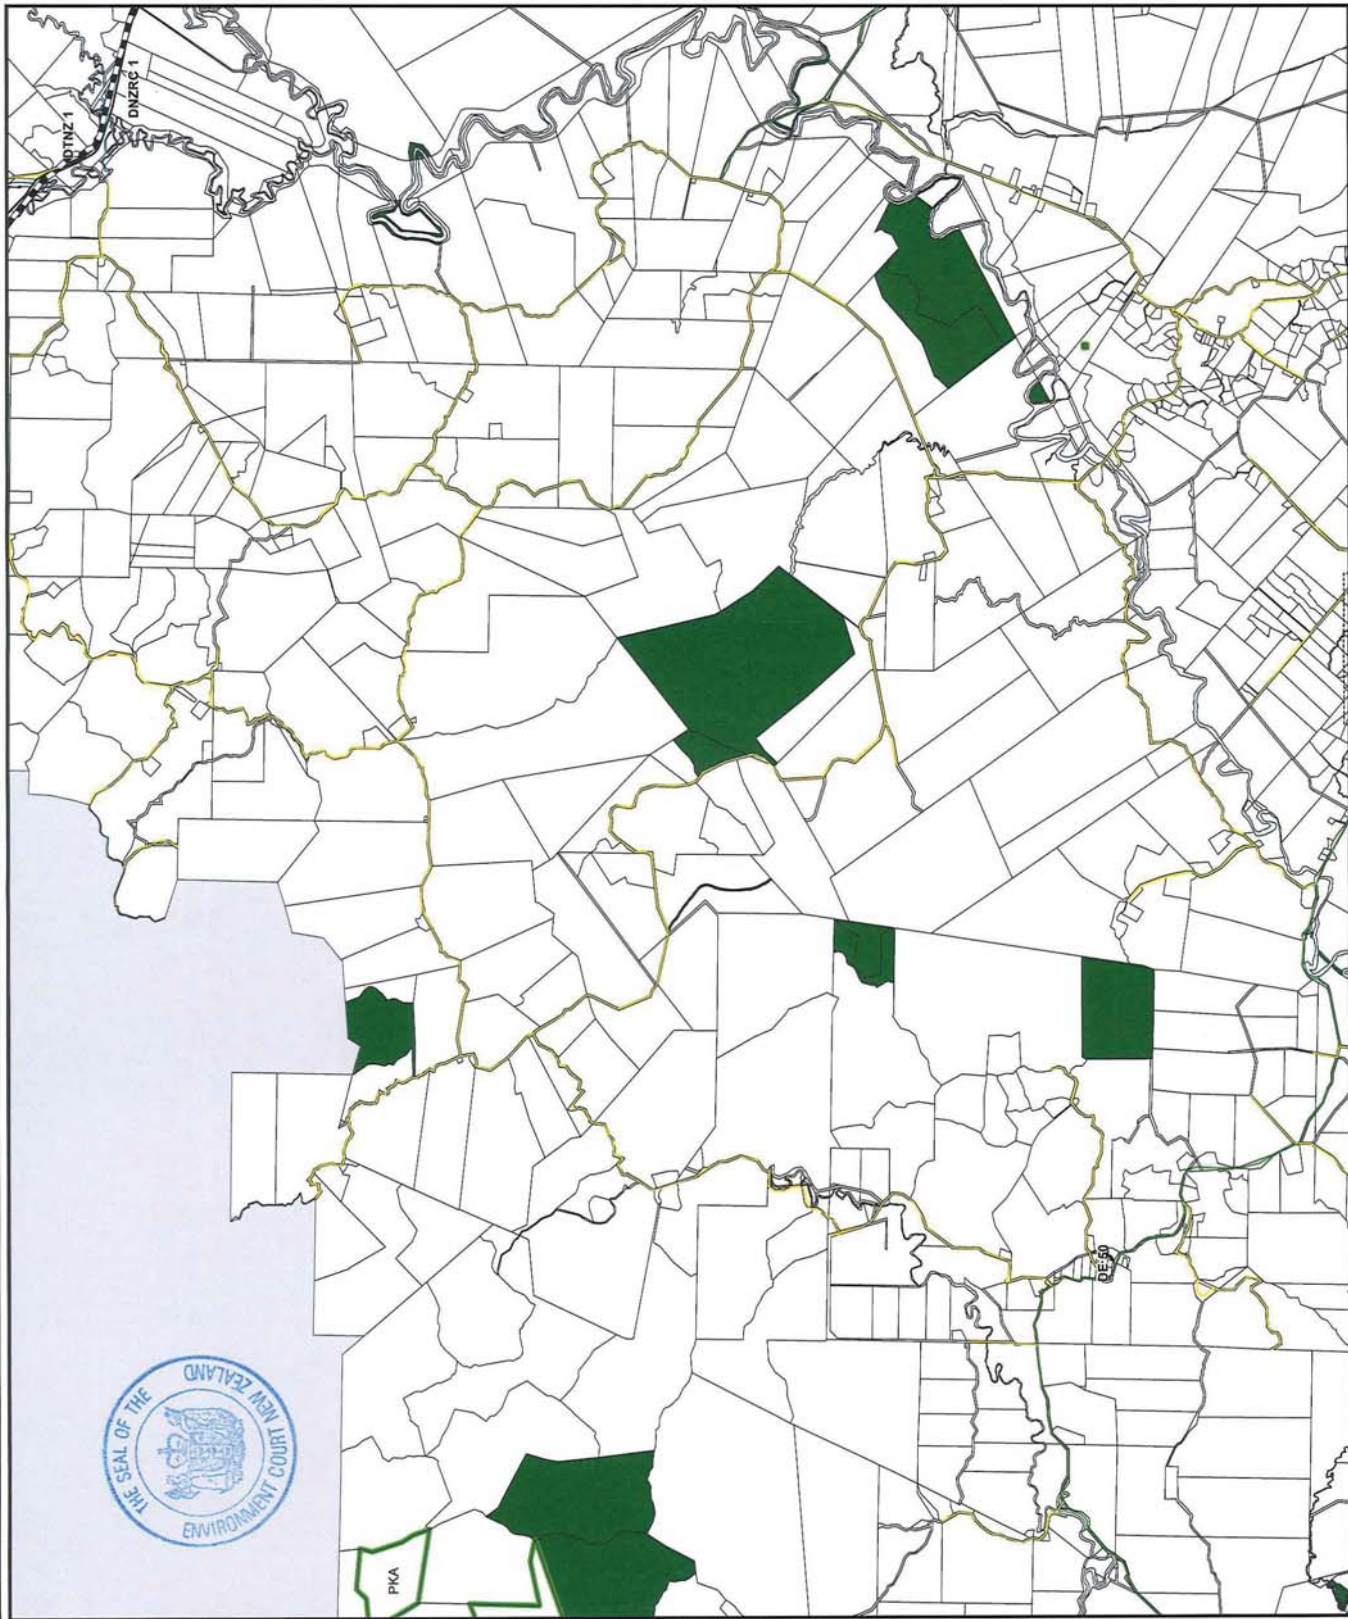 DTNZ 1
DNZRC 1
THE SEAL OF THE
ENVIRONMENT COURT NEW ZEALAND
PKA
DE:50